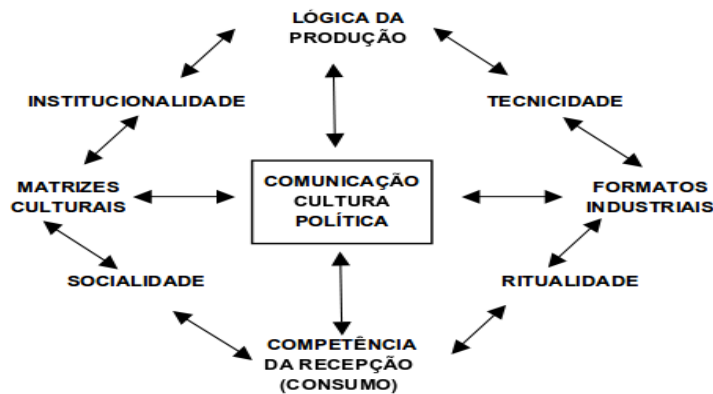 LÓGICA DA
PRODUÇÃO
INSTITUCIONALIDADE
TECNICIDADE
MATRIZES
CULTURAIS
COMUNICAÇÃO
CULTURA
POLÍTICA
FORMATOS
INDUSTRIAIS
SOCIALIDADE
RITUALIDADE
COMPETÊNCIA
DA RECEPÇÃO
(CONSUMO)